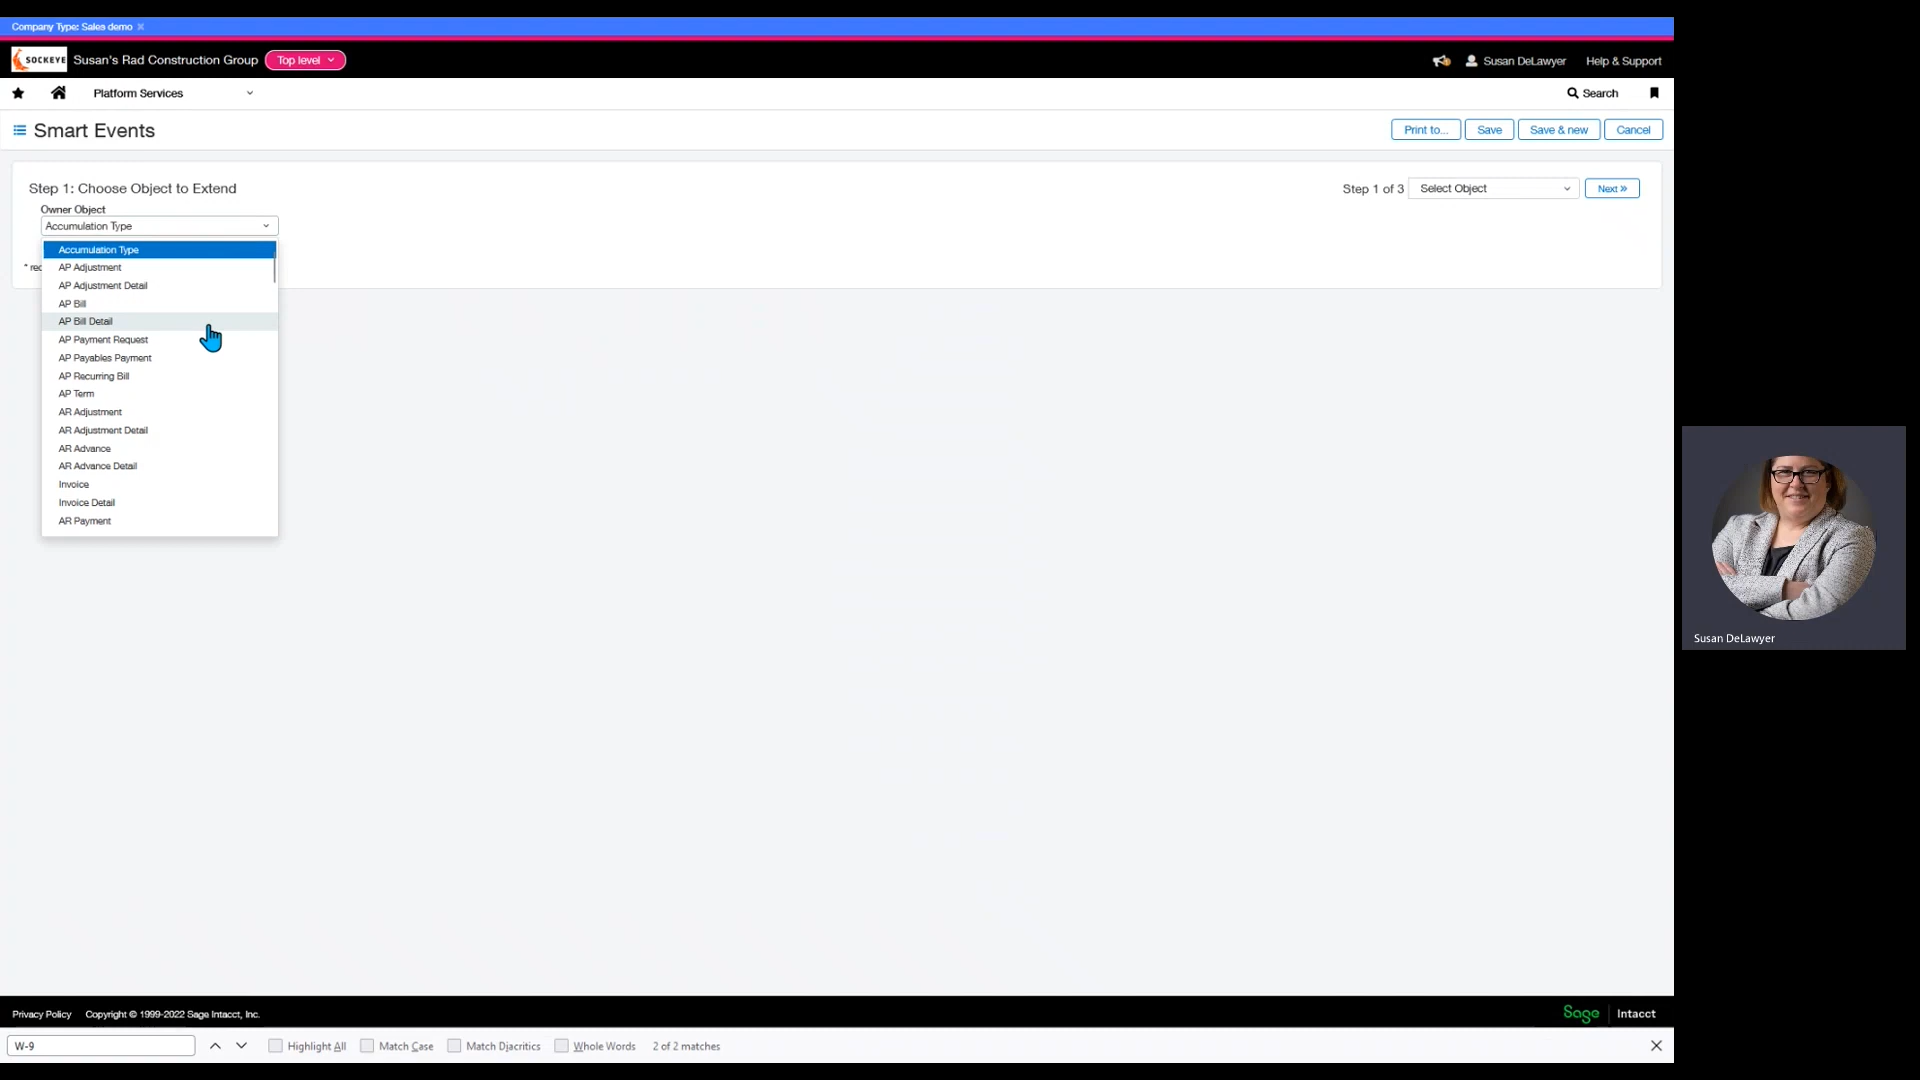 Company Type: Sales demo ×
SOCKEYE Susan's Rad Construction Group Top level
Susan DeLawyer Help & Support
Platform Services
Search
Smart Events
Print to... Save Save & new Cancel
Step 1: Choose Object to Extend
Step 1 of 3 Select Object Next »
Owner Object
Accumulation Type
Accumulation Type
* rec
AP Adjustment
AP Adjustment Detail
AP Bill
AP Bill Detail
AP Payment Request
AP Payables Payment
AP Recurring Bill
AP Term
AR Adjustment
AR Adjustment Detail
AR Advance
AR Advance Detail
Invoice
Invoice Detail
AR Payment
Susan DeLawyer
Privacy Policy Copyright © 1999-2022 Sage Intacct, Inc.
Sage Intacct
W-9 Highlight All Match Case Match Diacritics Whole Words 2 of 2 matches